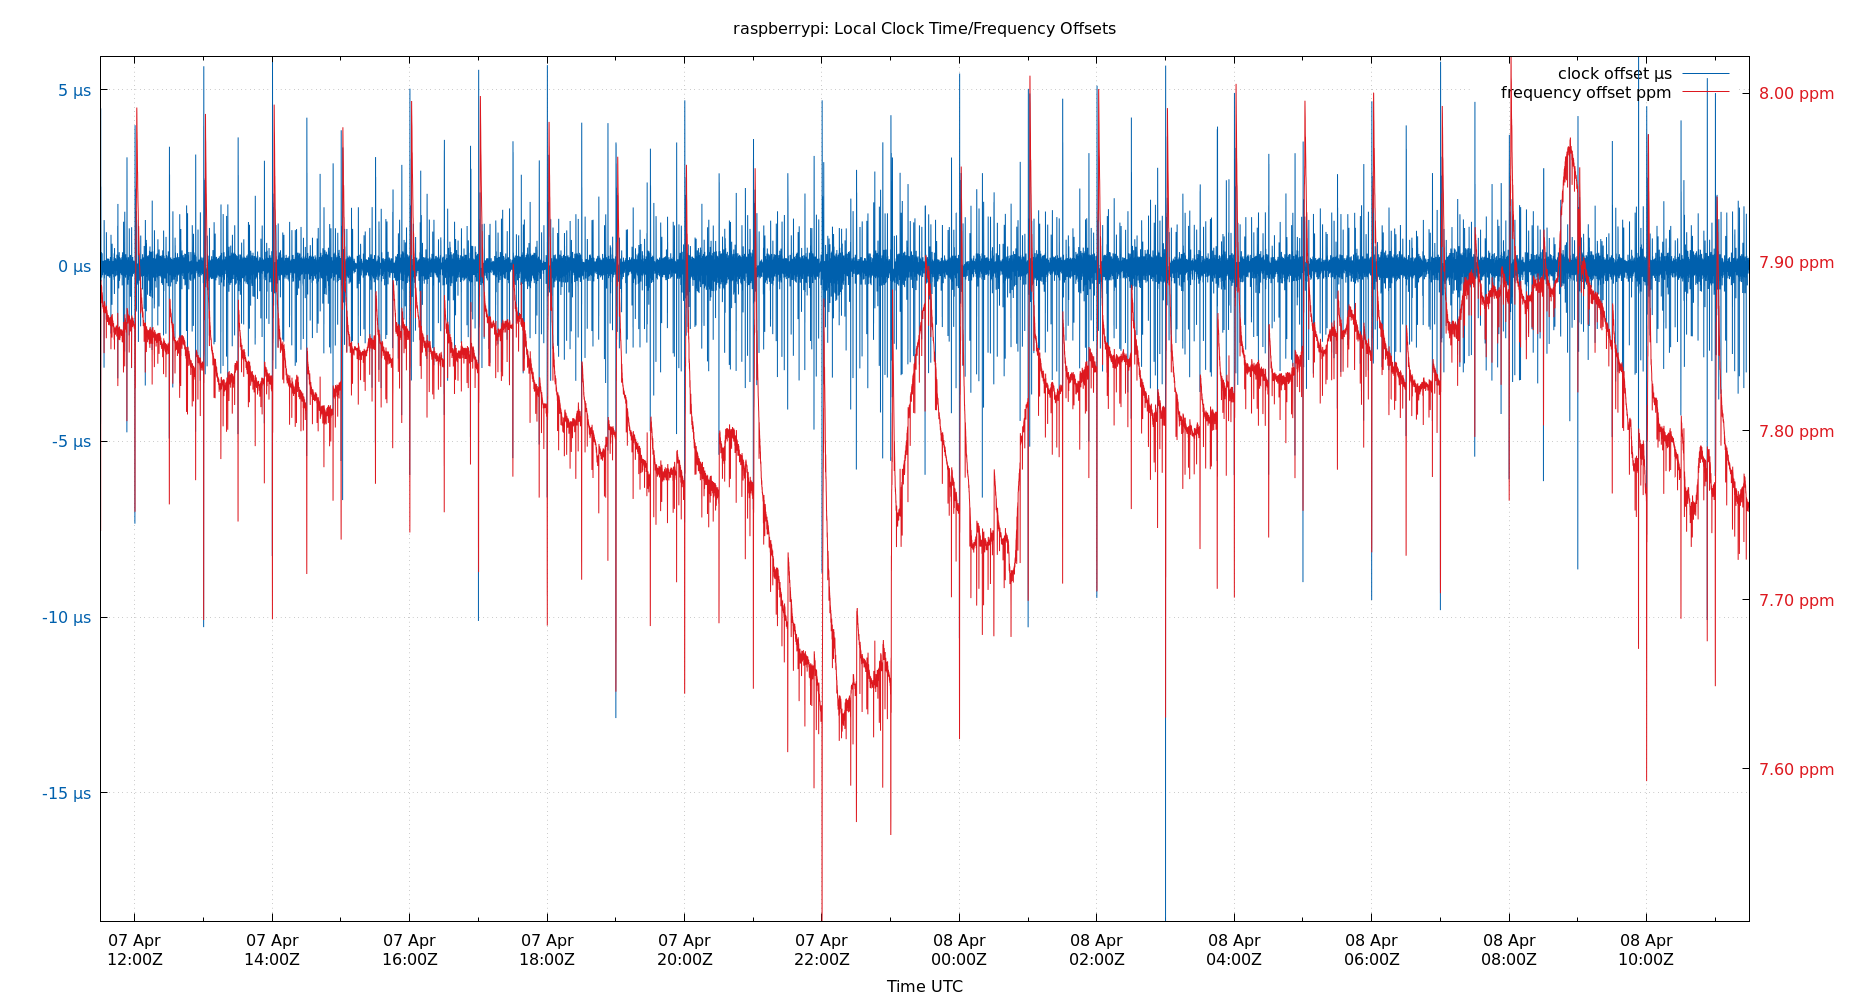 raspberrypi: Local Clock Time/Frequency Offsets
clock offset µs
frequency offset ppm
5 µs
0 µs
-5 µs
-10 µs
-15 µs
8.00 ppm
7.90 ppm
7.80 ppm
7.70 ppm
7.60 ppm
07 Apr 07 Apr 07 Apr 07 Apr 07 Apr 07 Apr 08 Apr 08 Apr 08 Apr 08 Apr 08 Apr 08 Apr
12:00Z 14:00Z 16:00Z 18:00Z 20:00Z 22:00Z 00:00Z 02:00Z 04:00Z 06:00Z 08:00Z 10:00Z
Time UTC